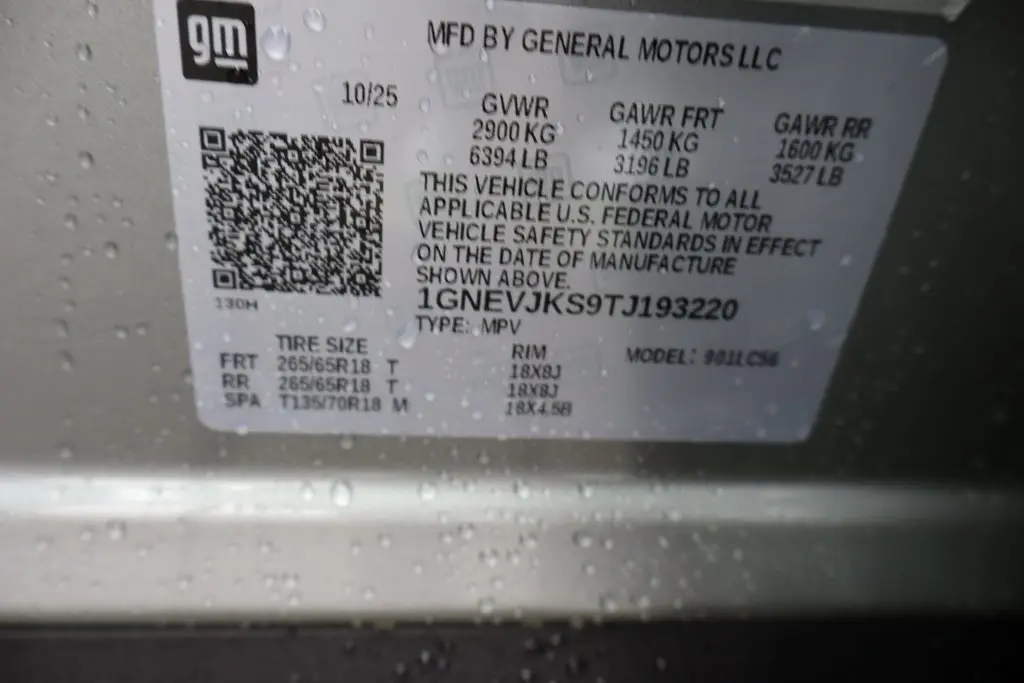 gm
MFD BY GENERAL MOTORS LLC
10/25
GVWR GAWR FRT GAWR RR
2900 KG 1450 KG 1600 KG
6394 LB 3196 LB 3527 LB
THIS VEHICLE CONFORMS TO ALL
APPLICABLE U.S. FEDERAL MOTOR
VEHICLE SAFETY STANDARDS IN EFFECT
ON THE DATE OF MANUFACTURE
SHOWN ABOVE.
130H
1GNEVJKS9TJ193220
TYPE: MPV
TIRE SIZE RIM MODEL: 901LC56
FRT 265/65R18 T 18X8J
RR 265/65R18 T 18X8J
SPA T135/70R18 M 18X4.5B